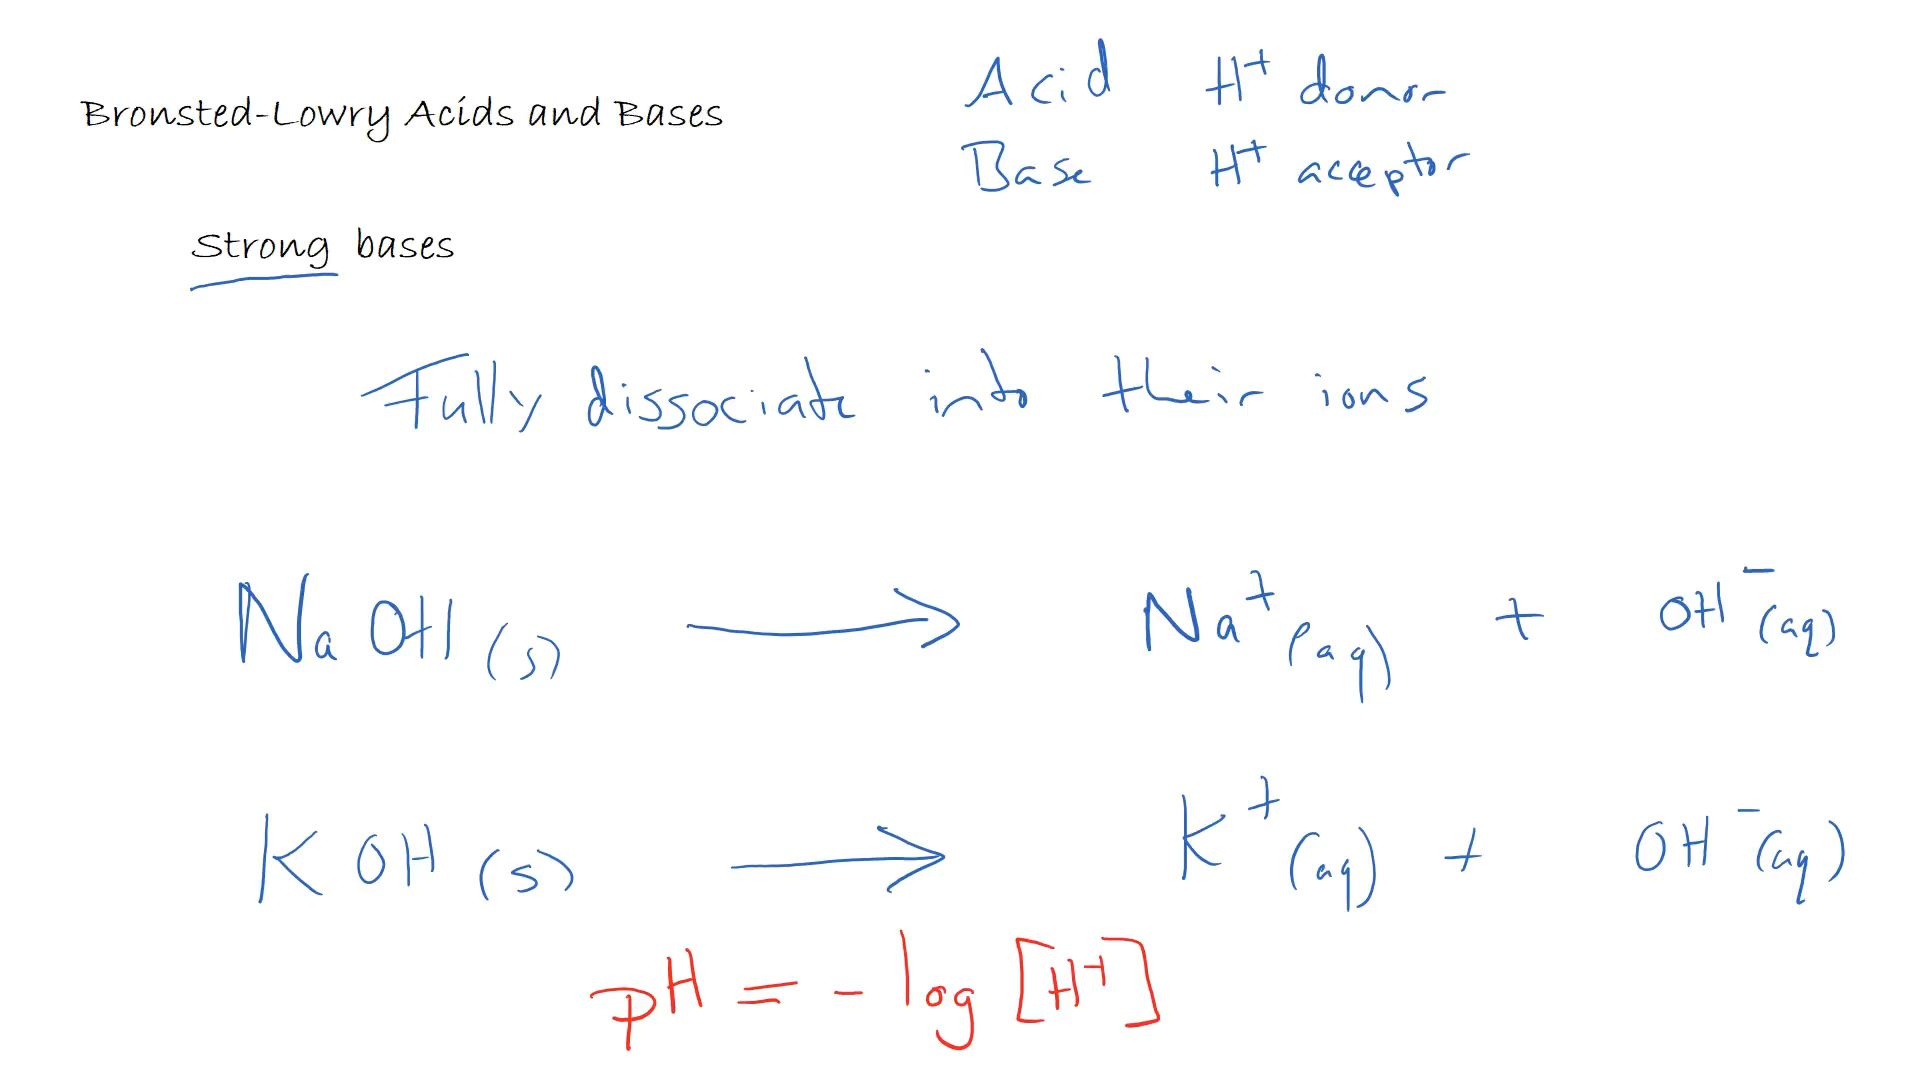 Bronsted-Lowry Acids and Bases
Acid H⁺ donor
Base H⁺ acceptor
Strong bases
Fully dissociate into their ions
NaOH (s) → Na⁺ (aq) + OH⁻ (aq)
KOH (s) → K⁺ (aq) + OH⁻ (aq)
pH = - log [H⁺]